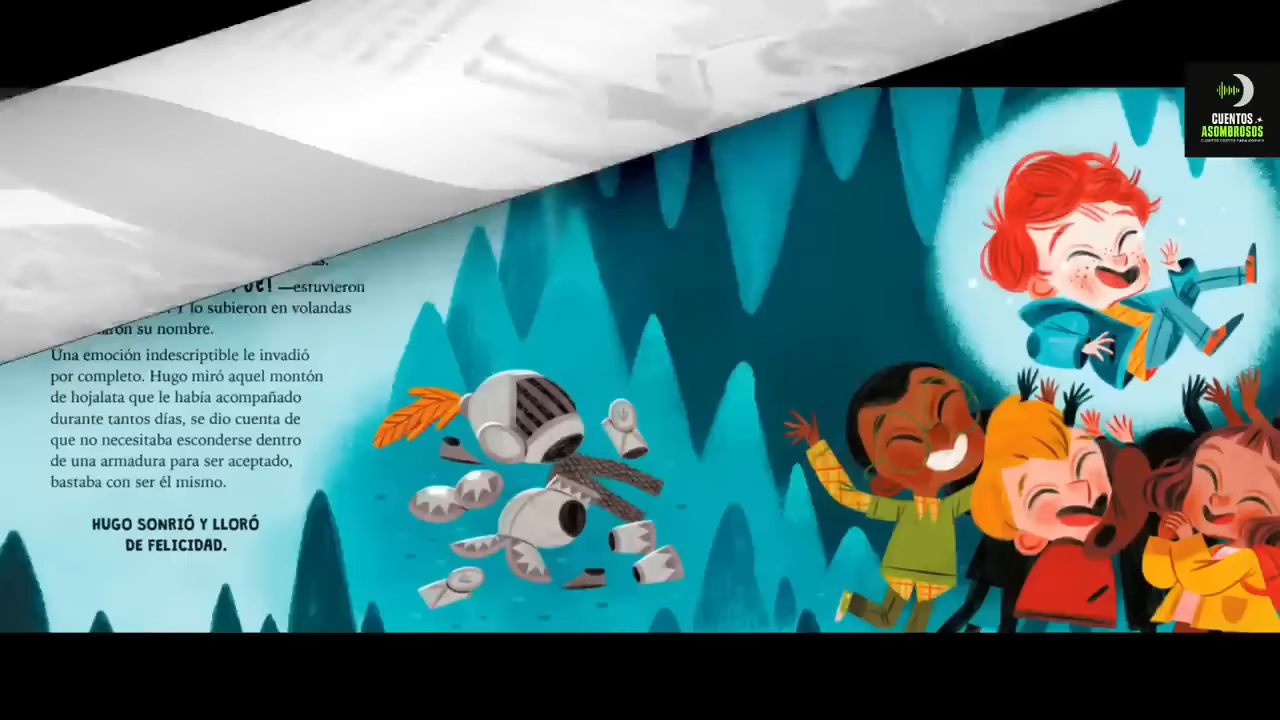 —estuvieron
lo subieron en volandas
su nombre.
Una emoción indescriptible le invadió
por completo. Hugo miró aquel montón
de hojalata que le había acompañado
durante tantos días, se dio cuenta de
que no necesitaba esconderse dentro
de una armadura para ser aceptado,
bastaba con ser él mismo.
HUGO SONRIÓ Y LLORÓ
DE FELICIDAD.
CUENTOS
ASOMBROSOS